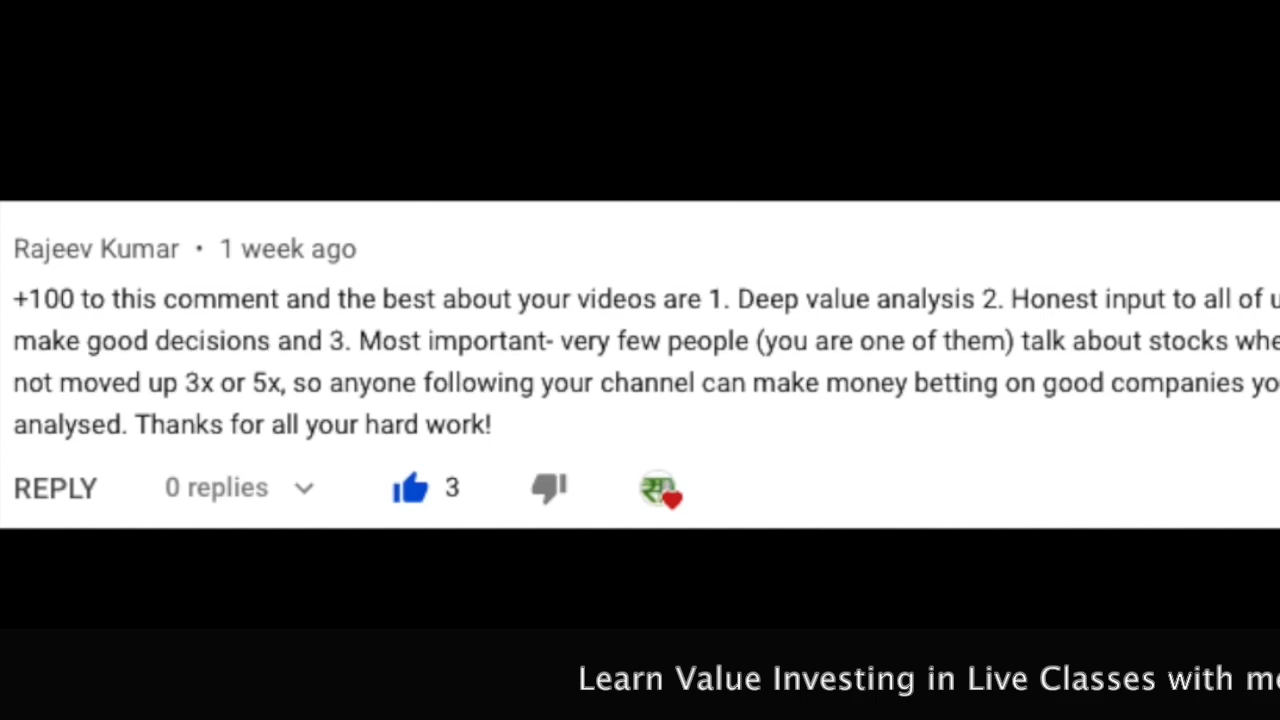 Rajeev Kumar • 1 week ago
+100 to this comment and the best about your videos are 1. Deep value analysis 2. Honest input to all of
make good decisions and 3. Most important- very few people (you are one of them) talk about stocks
not moved up 3x or 5x, so anyone following your channel can make money betting on good companies
analysed. Thanks for all your hard work!
REPLY 0 replies 3
Learn Value Investing in Live Classes with